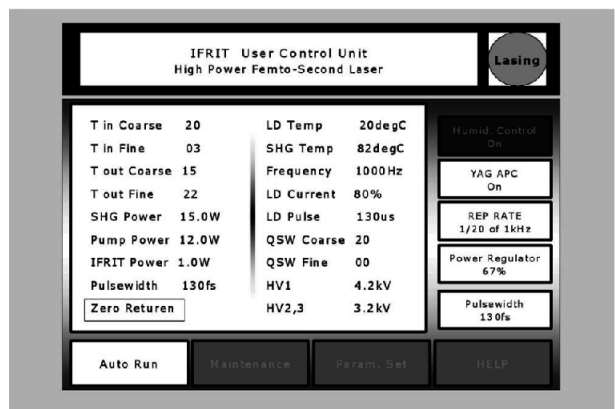 IFRIT User Control Unit
High Power Femto-Second Laser
Lasing
T in Coarse 20
T in Fine 03
T out Coarse 15
T out Fine 22
SHG Power 15.0W
Pump Power 12.0W
IFRIT Power 1.0W
Pulsewidth 130fs
Zero Returen
LD Temp 20degC
SHG Temp 82degC
Frequency 1000Hz
LD Current 80%
LD Pulse 130us
QSW Coarse 20
QSW Fine 00
HV1 4.2kV
HV2,3 3.2kV
Humid. Control
On
YAG APC
On
REP RATE
1/20 of 1kHz
Power Regulator
67%
Pulsewidth
130fs
Auto Run
Maintenance
Param. Set
HELP